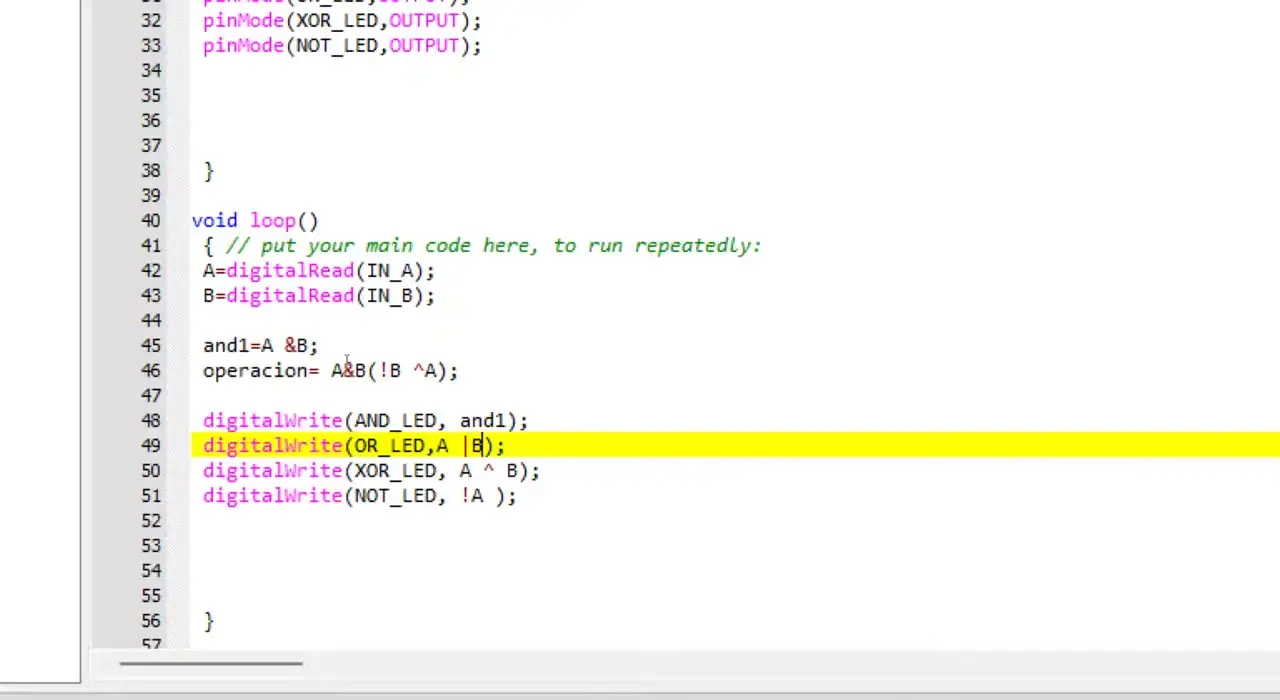 32 pinMode(XOR_LED,OUTPUT);
33 pinMode(NOT_LED,OUTPUT);
34
35
36
37
38 }
39
40 void loop()
41 { // put your main code here, to run repeatedly:
42 A=digitalRead(IN_A);
43 B=digitalRead(IN_B);
44
45 and1=A &B;
46 operacion= A&B(!B ^A);
47
48 digitalWrite(AND_LED, and1);
49 digitalWrite(OR_LED,A |B);
50 digitalWrite(XOR_LED, A ^ B);
51 digitalWrite(NOT_LED, !A );
52
53
54
55
56 }
57